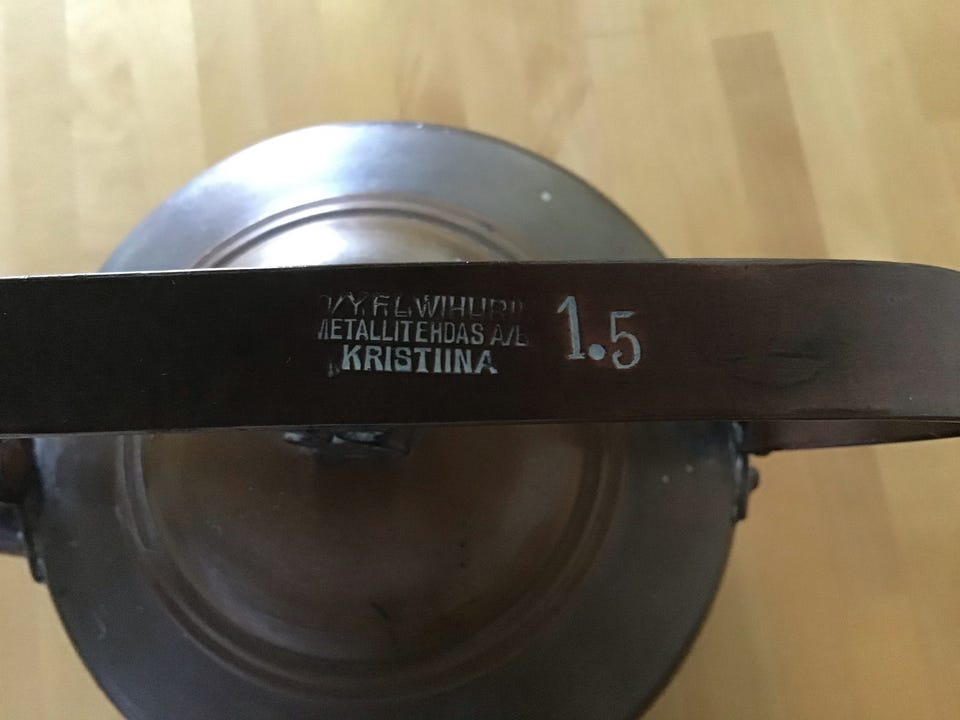 O/Y.F.L.WIHURI
METALLITEHDAS A/B
KRISTIINA
1.5